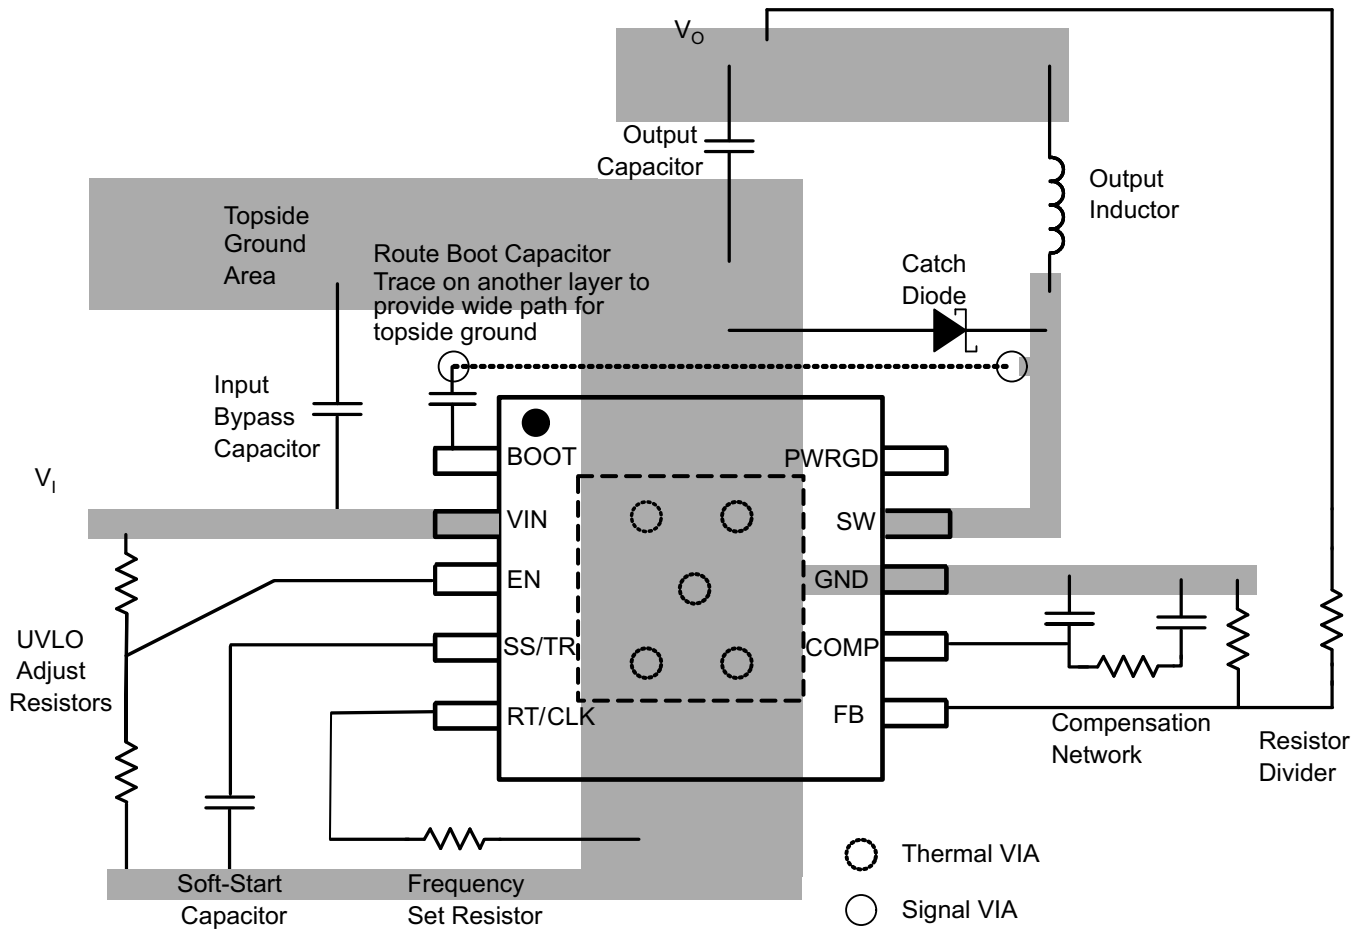 V_O
Output
Capacitor
Output
Inductor
Topside
Ground
Area
Route Boot Capacitor
Trace on another layer to
provide wide path for
topside ground
Catch
Diode
Input
Bypass
Capacitor
V_I
BOOT
VIN
EN
SS/TR
RT/CLK
PWRGD
SW
GND
COMP
FB
UVLO
Adjust
Resistors
Compensation
Network
Resistor
Divider
Soft-Start
Capacitor
Frequency
Set Resistor
Thermal VIA
Signal VIA